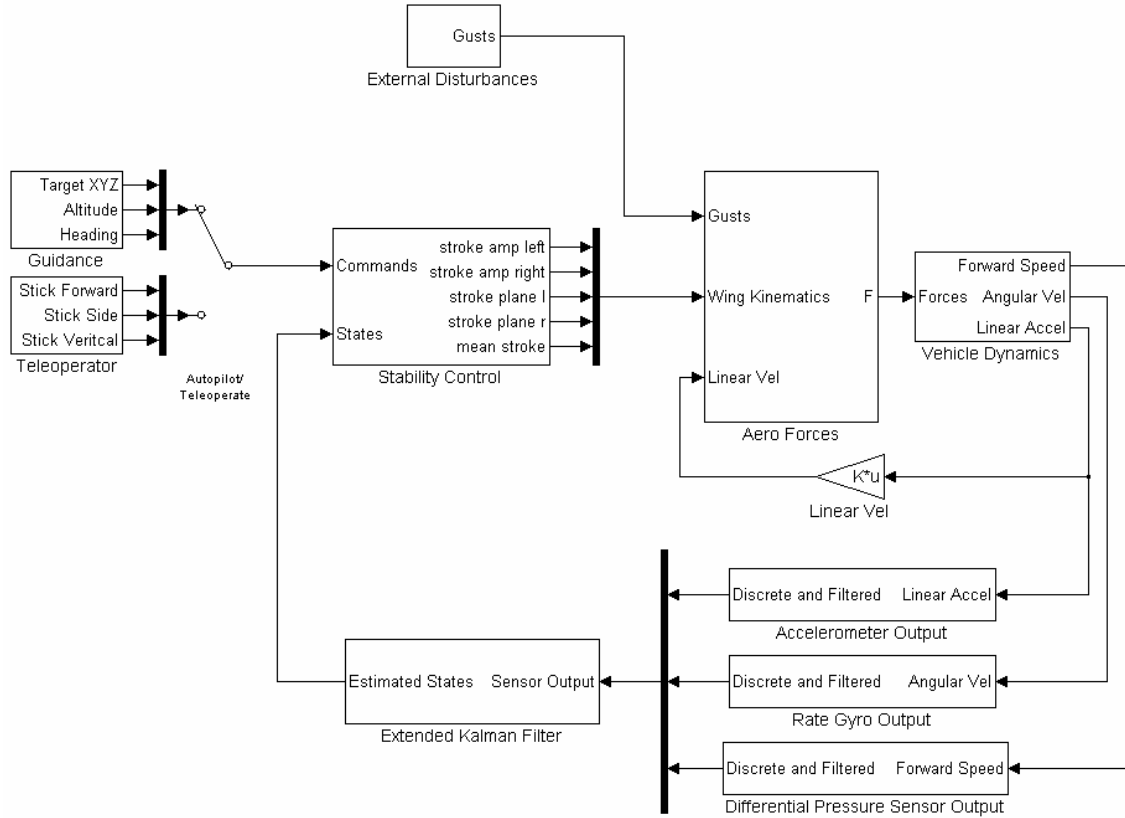 Gusts
External Disturbances
Target XYZ
Altitude
Heading
Guidance
Stick Forward
Stick Side
Stick Veritcal
Teleoperator
Autopilot/
Teleoperate
Commands
States
stroke amp left
stroke amp right
stroke plane l
stroke plane r
mean stroke
Stability Control
Gusts
Wing Kinematics
F
Linear Vel
Aero Forces
Forces
Forward Speed
Angular Vel
Linear Accel
Vehicle Dynamics
K*u
Linear Vel
Discrete and Filtered
Linear Accel
Accelerometer Output
Discrete and Filtered
Angular Vel
Rate Gyro Output
Discrete and Filtered
Forward Speed
Differential Pressure Sensor Output
Estimated States
Sensor Output
Extended Kalman Filter